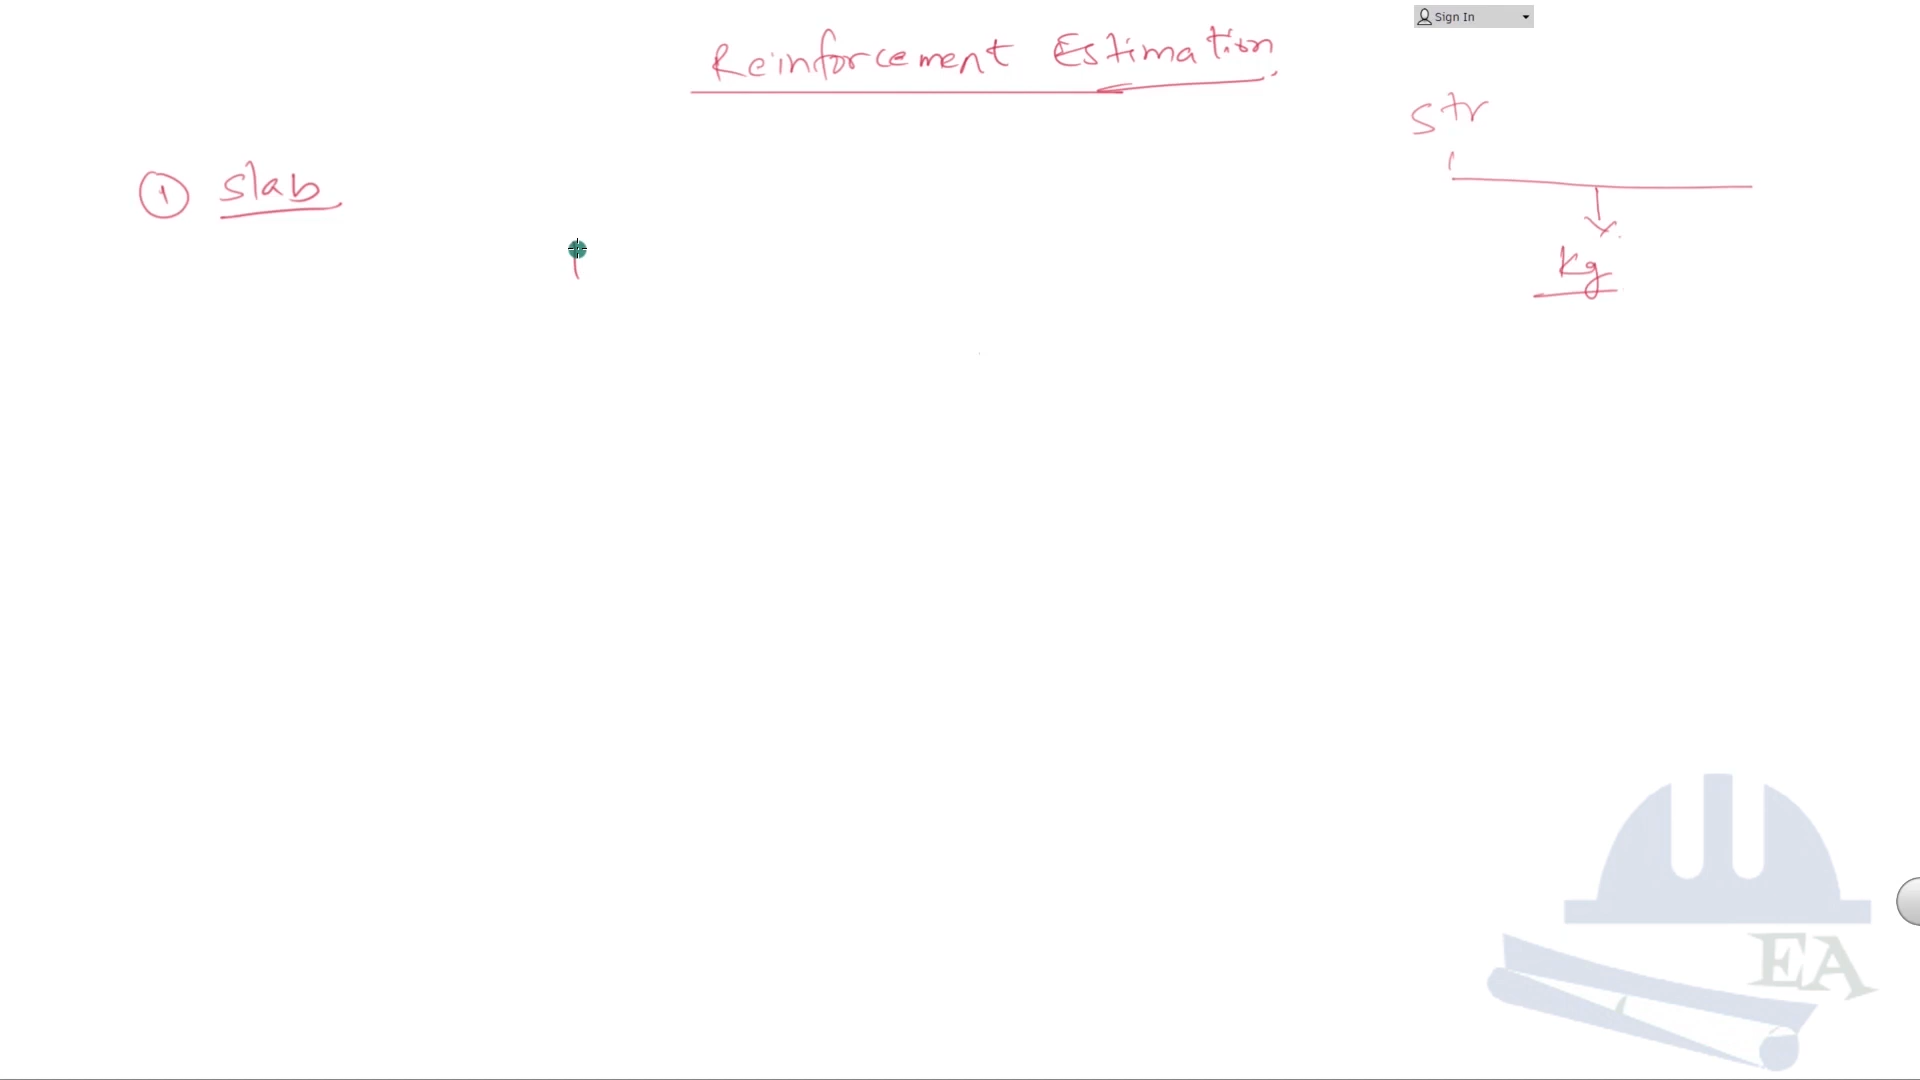 Sign In
Reinforcement Estimation.
str
① Slab
Kg
EA